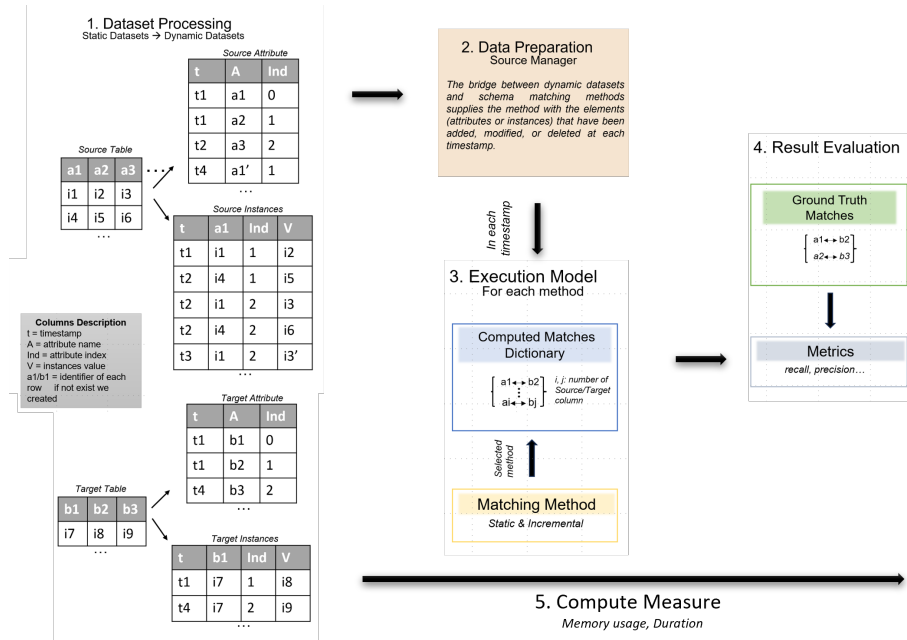 1. Dataset Processing
Static Datasets → Dynamic Datasets
Source Attribute
t A Ind
t1 a1 0
t1 a2 1
t2 a3 2
t4 a1' 1
...
Source Table
a1 a2 a3 ...
i1 i2 i3
i4 i5 i6
...
Source Instances
t a1 Ind V
t1 i1 1 i2
t2 i4 1 i5
t2 i1 2 i3
t2 i4 2 i6
t3 i1 2 i3'
...
Columns Description
t = timestamp
A = attribute name
Ind = attribute index
V = instances value
a1/b1 = identifier of each
row if not exist we
created
Target Attribute
t A Ind
t1 b1 0
t1 b2 1
t4 b3 2
...
Target Table
b1 b2 b3
i7 i8 i9
...
Target Instances
t b1 Ind V
t1 i7 1 i8
t4 i7 2 i9
...
2. Data Preparation
Source Manager
The bridge between dynamic datasets
and schema matching methods
supplies the method with the elements
(attributes or instances) that have been
added, modified, or deleted at each
timestamp.
In each
timestamp
3. Execution Model
For each method
Computed Matches
Dictionary
a1↔b2
⋮
ai↔bj
i, j: number of
Source/Target
column
Selected
method
Matching Method
Static & Incremental
4. Result Evaluation
Ground Truth
Matches
a1↔b2
a2↔b3
Metrics
recall, precision...
5. Compute Measure
Memory usage, Duration